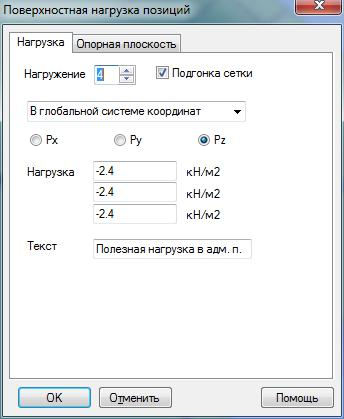 Поверхностная нагрузка позиций
Нагрузка Опорная плоскость
Нагружение 4 Подгонка сетки
В глобальной системе координат
Px Py Pz
Нагрузка -2.4 кН/м2
-2.4 кН/м2
-2.4 кН/м2
Текст Полезная нагрузка в адм. п.
OK Отменить Помощь